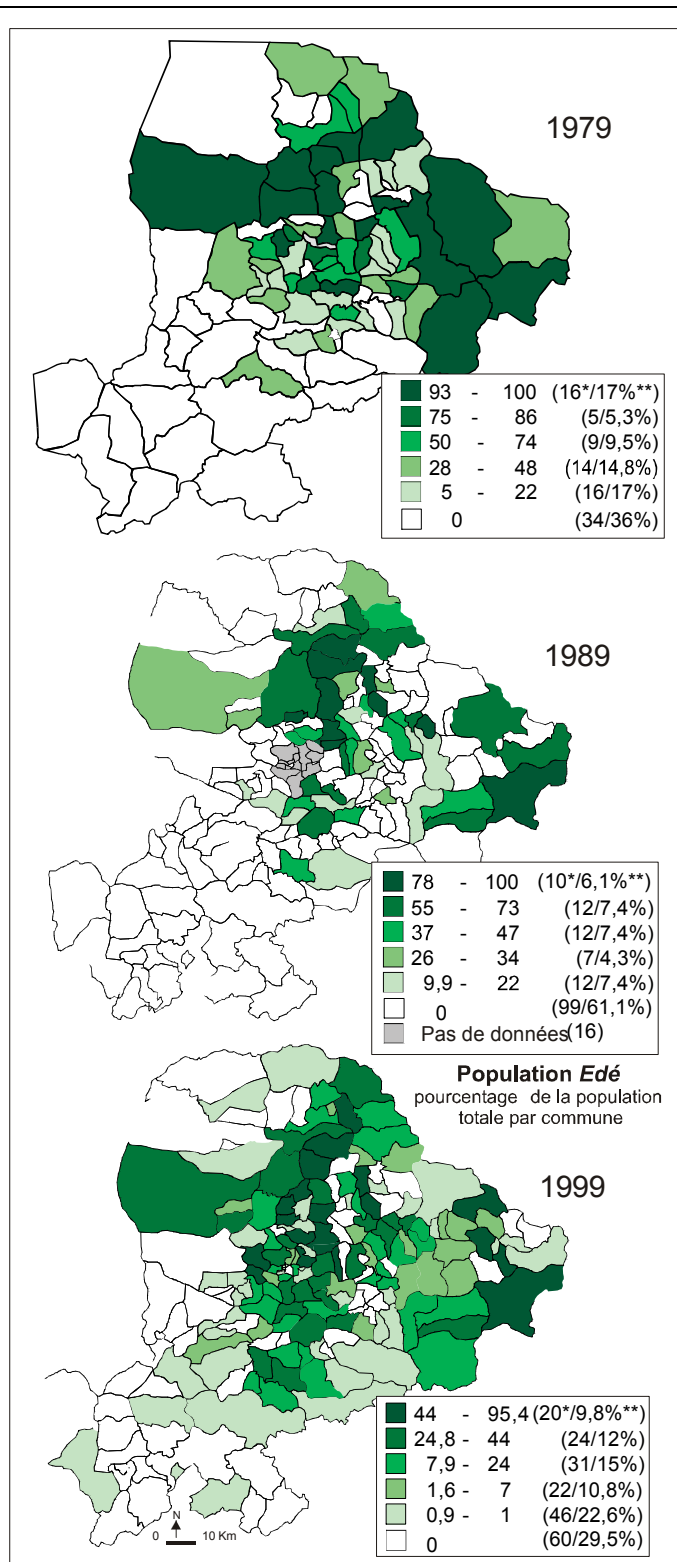 1979
93 - 100 (16*/17%**)
75 - 86 (5/5,3%)
50 - 74 (9/9,5%)
28 - 48 (14/14,8%)
5 - 22 (16/17%)
0 (34/36%)
1989
78 - 100 (10*/6,1%**)
55 - 73 (12/7,4%)
37 - 47 (12/7,4%)
26 - 34 (7/4,3%)
9,9 - 22 (12/7,4%)
0 (99/61,1%)
Pas de données (16)
Population Edé
pourcentage de la population
totale par commune
1999
44 - 95,4 (20*/9,8%**)
24,8 - 44 (24/12%)
7,9 - 24 (31/15%)
1,6 - 7 (22/10,8%)
0,9 - 1 (46/22,6%)
0 (60/29,5%)
N
0 10 Km